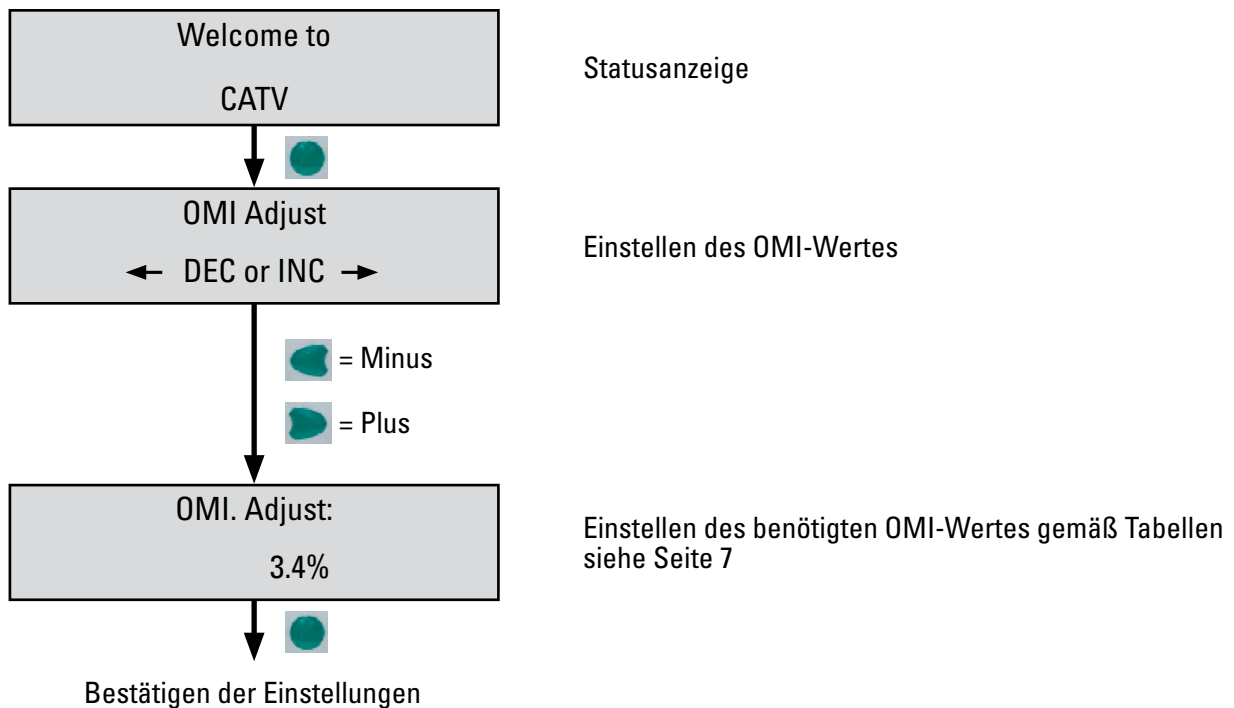 Welcome to
CATV
Statusanzeige
OMI Adjust
← DEC or INC →
Einstellen des OMI-Wertes
= Minus
= Plus
OMI. Adjust:
3.4%
Einstellen des benötigten OMI-Wertes gemäß Tabellen
siehe Seite 7
Bestätigen der Einstellungen